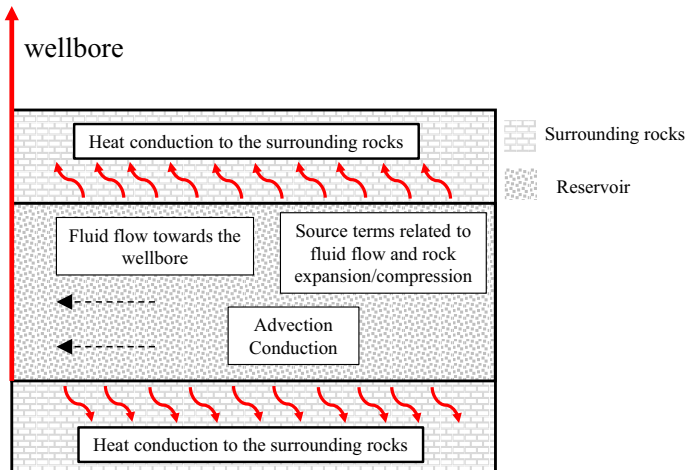 wellbore
Heat conduction to the surrounding rocks
Surrounding rocks
Reservoir
Fluid flow towards the
wellbore
Source terms related to
fluid flow and rock
expansion/compression
Advection
Conduction
Heat conduction to the surrounding rocks